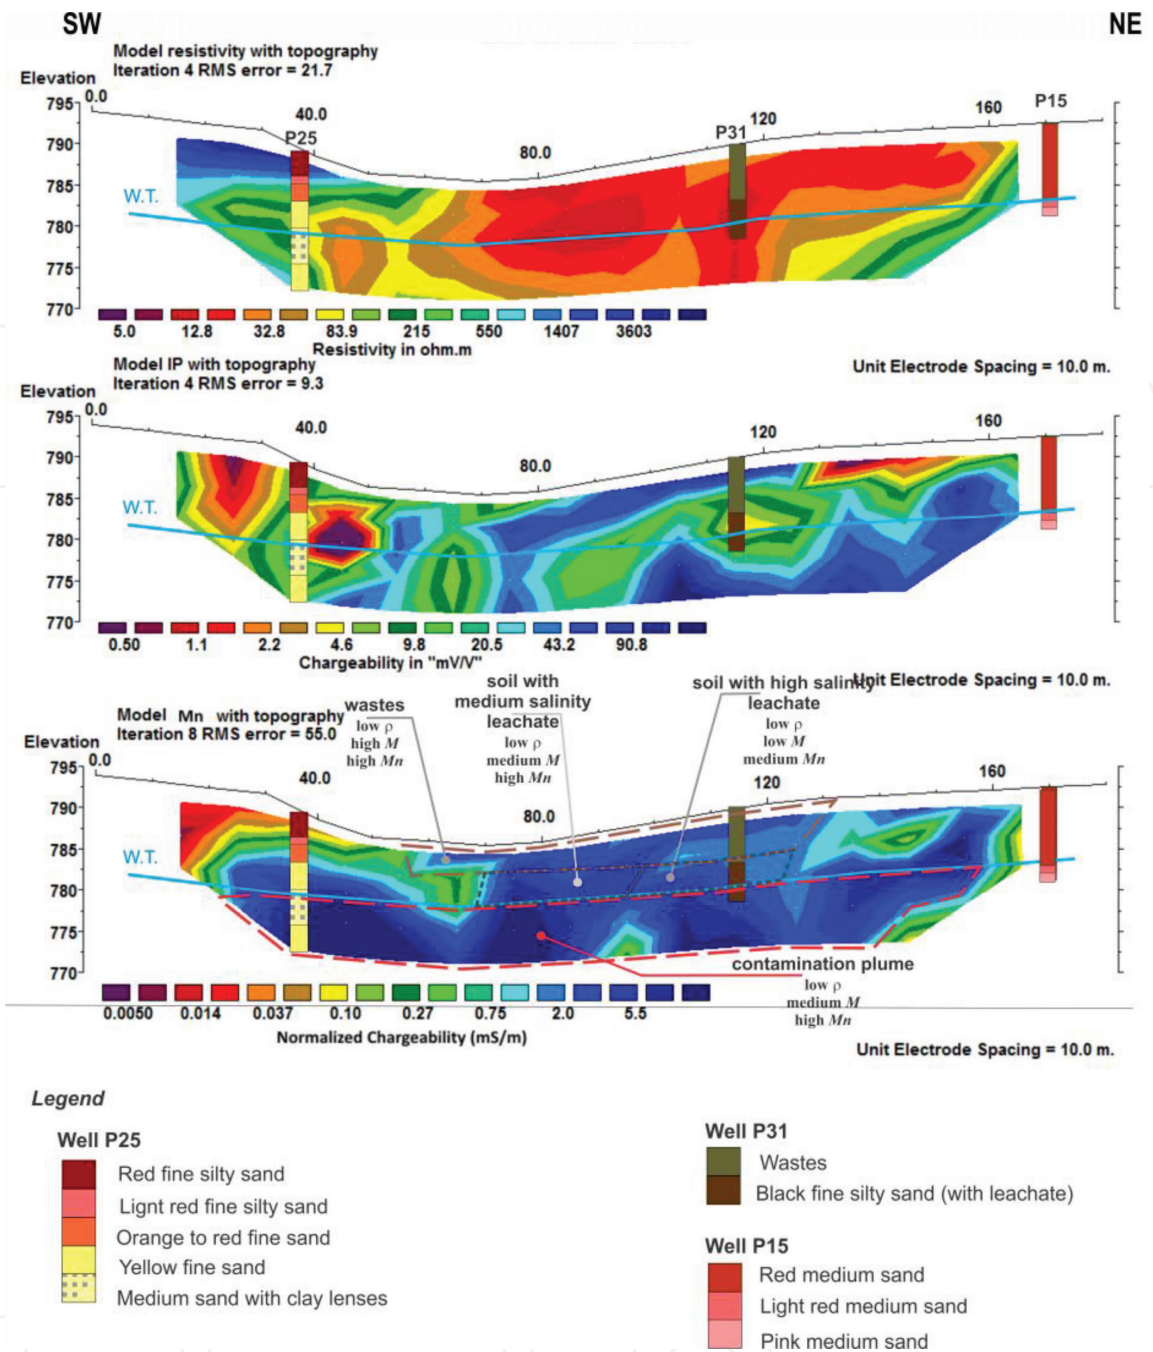 SW
NE
Model resistivity with topography
Iteration 4 RMS error = 21.7
Elevation
0.0
40.0
80.0
120
160
P25
P31
P15
795
790
785
780
775
770
W.T.
5.0 12.8 32.8 83.9 215 550 1407 3603
Resistivity in ohm.m
Unit Electrode Spacing = 10.0 m.
Model IP with topography
Iteration 4 RMS error = 9.3
Elevation
0.0
40.0
80.0
120
160
795
790
785
780
775
770
W.T.
0.50 1.1 2.2 4.6 9.8 20.5 43.2 90.8
Chargeability in "mV/V"
Unit Electrode Spacing = 10.0 m.
Model Mn with topography
Iteration 8 RMS error = 55.0
Elevation
0.0
40.0
80.0
120
160
wastes
low ρ
high M
high Mn
soil with
medium salinity
leachate
low ρ
medium M
high Mn
soil with high salinity
leachate
low ρ
low M
medium Mn
795
790
785
780
775
770
W.T.
contamination plume
low ρ
medium M
high Mn
0.0050 0.014 0.037 0.10 0.27 0.75 2.0 5.5
Normalized Chargeability (mS/m)
Unit Electrode Spacing = 10.0 m.
Legend
Well P25
Red fine silty sand
Lignt red fine silty sand
Orange to red fine sand
Yellow fine sand
Medium sand with clay lenses
Well P31
Wastes
Black fine silty sand (with leachate)
Well P15
Red medium sand
Light red medium sand
Pink medium sand